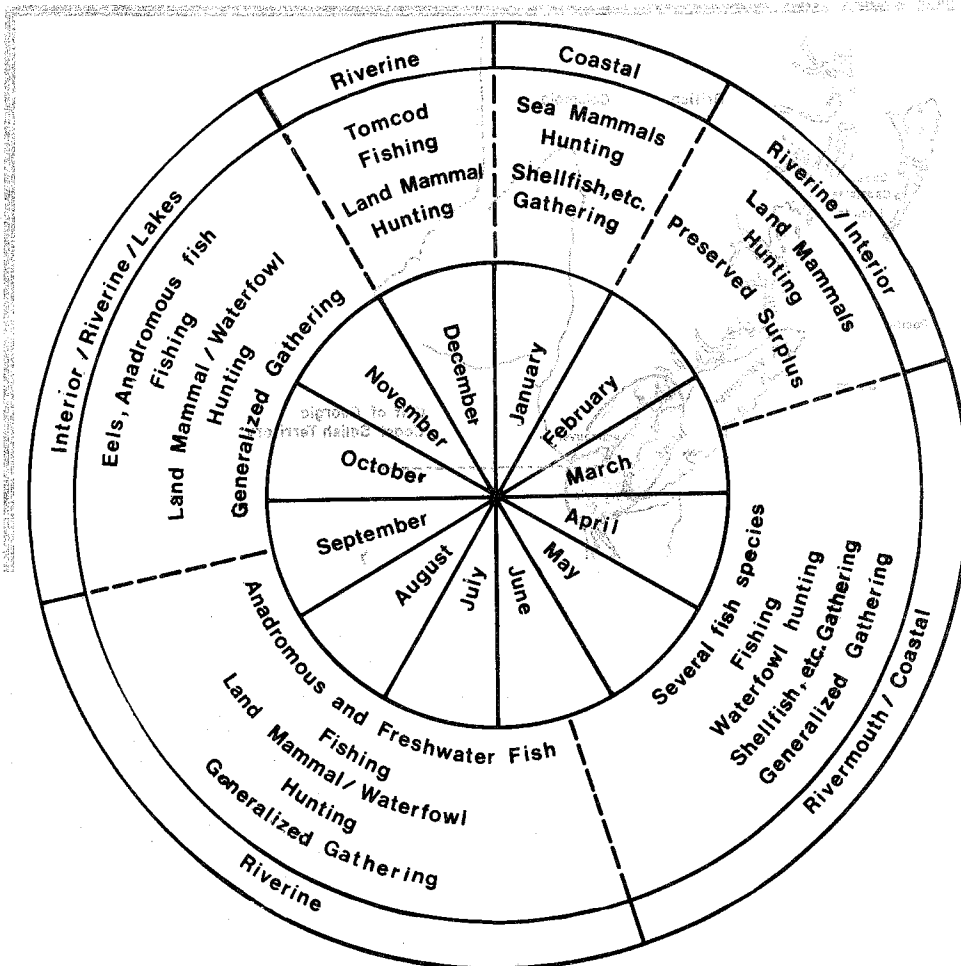 Riverine
Tomcod
Fishing
Land Mammal
Hunting
Coastal
Sea Mammals
Hunting
Shellfish, etc.
Gathering
Riverine / Interior
Land Mammals
Hunting
Preserved Surplus
Rivermouth / Coastal
Several fish species
Fishing
Waterfowl hunting
Shellfish, etc. Gathering
Generalized Gathering
Riverine
Anadromous and Freshwater Fish
Fishing
Land Mammal / Waterfowl
Hunting
Generalized Gathering
Interior / Riverine / Lakes
Eels, Anadromous fish
Fishing
Land Mammal / Waterfowl
Hunting
Generalized Gathering
January
February
March
April
May
June
July
August
September
October
November
December